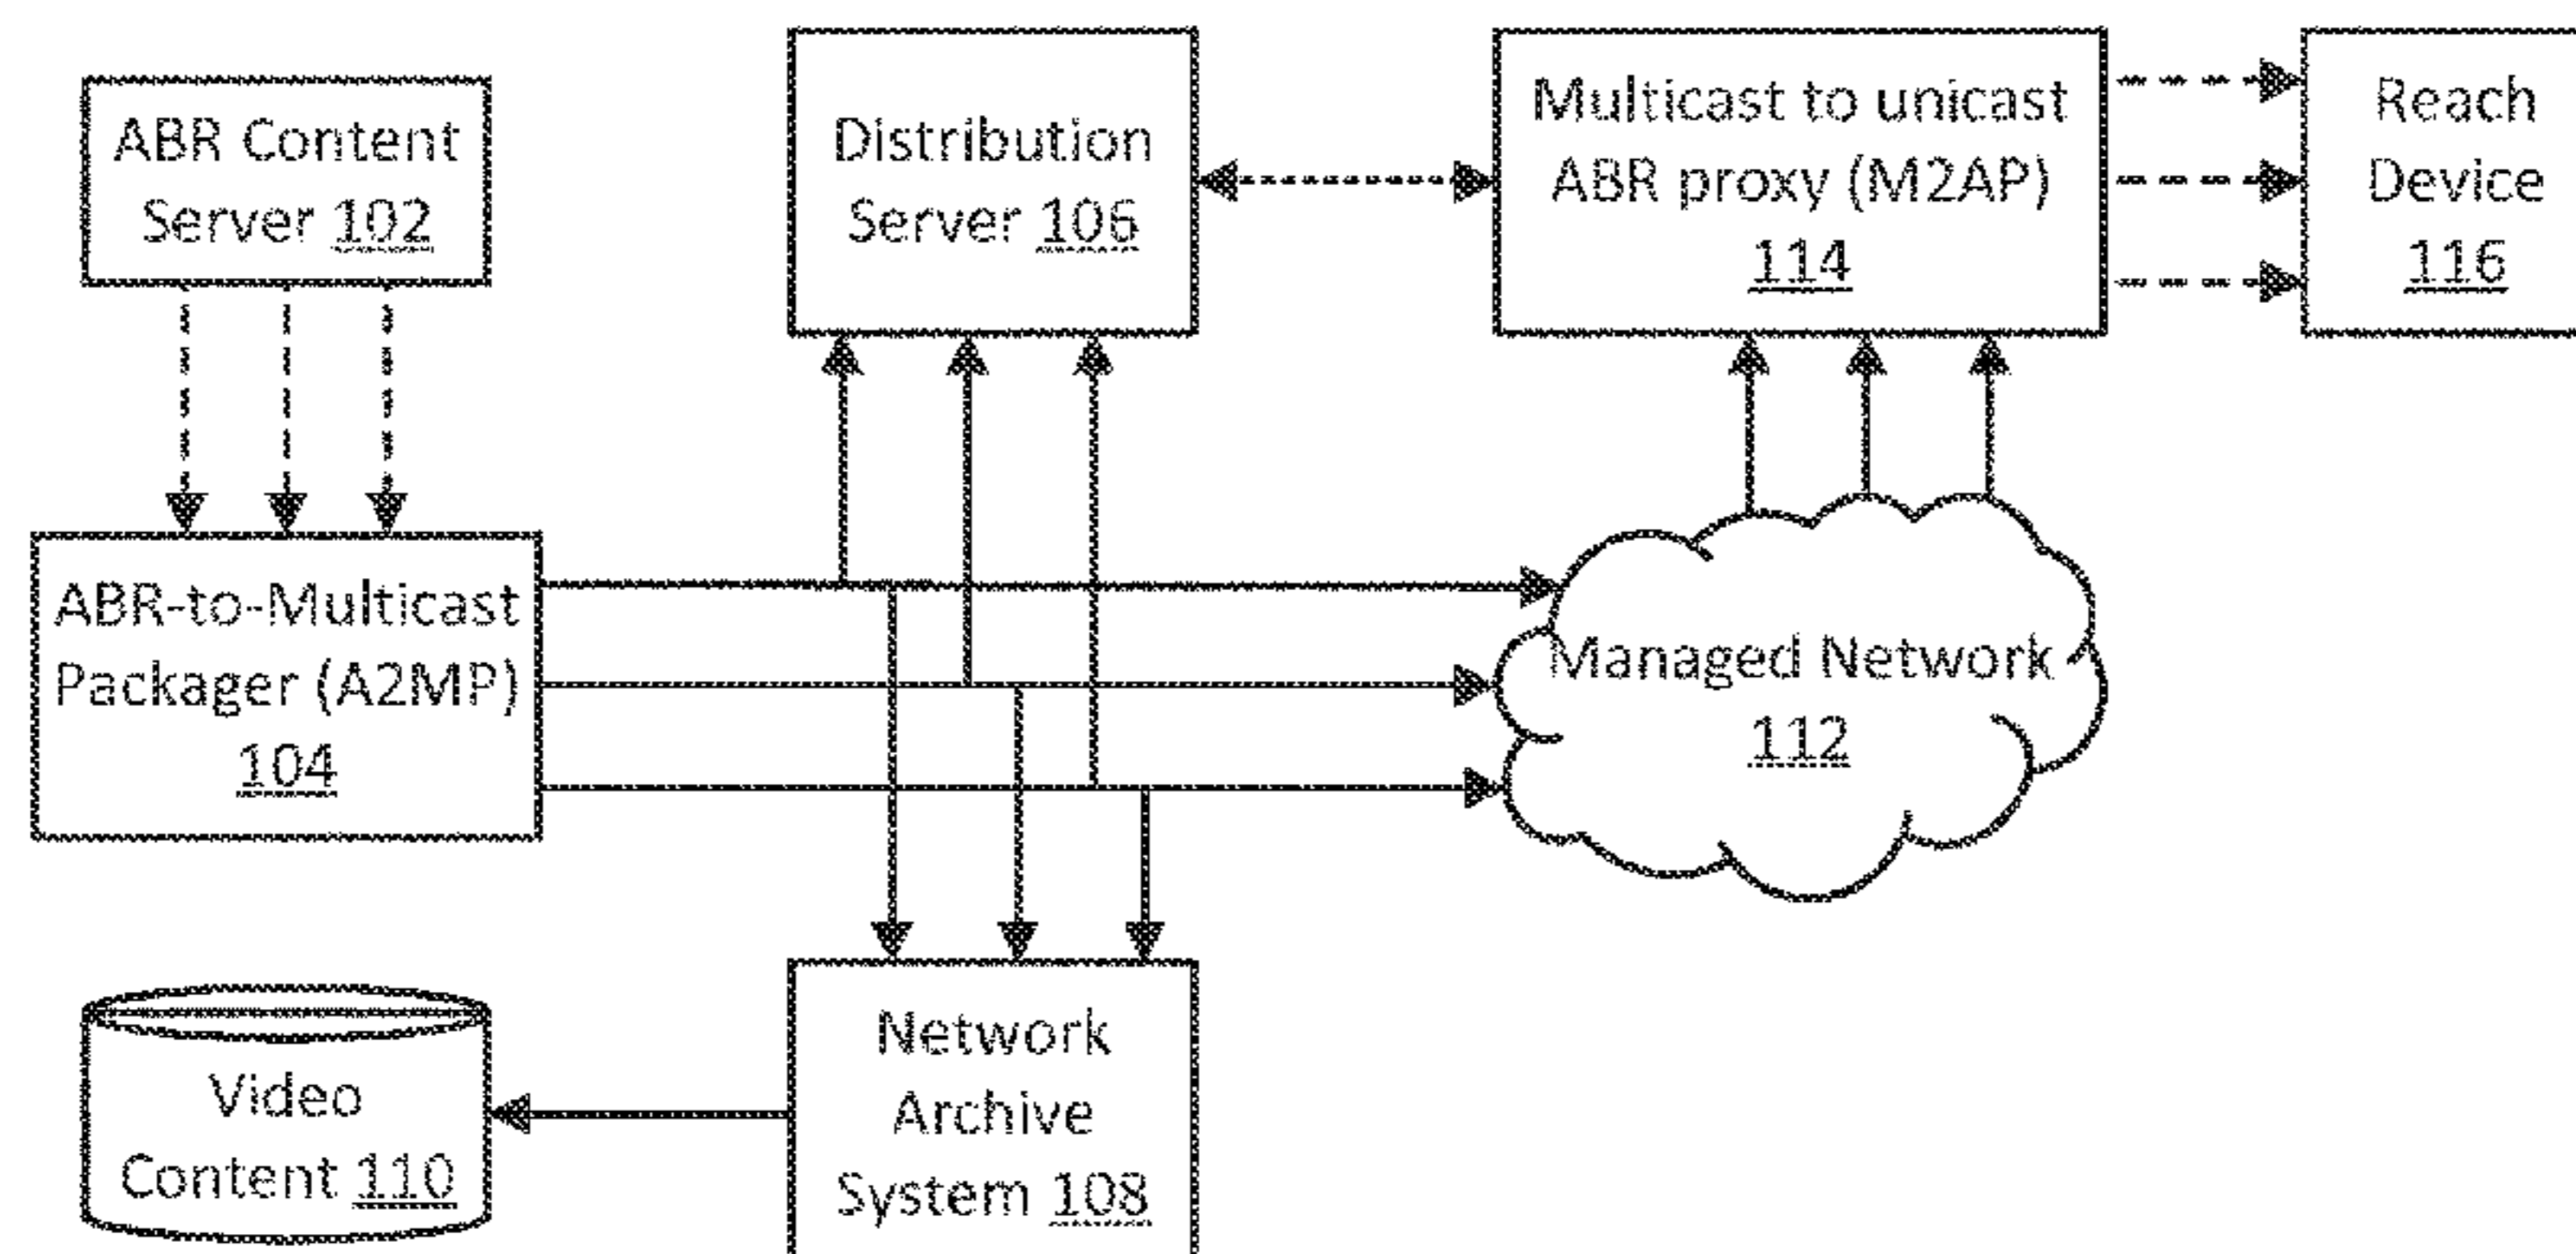 ABR Content
Server 102
Distribution
Server 106
Multicast to unicast
ABR proxy (M2AP)
114
Reach
Device
116
ABR-to-Multicast
Packager (A2MP)
104
Managed Network
112
Video
Content 110
Network
Archive
System 108